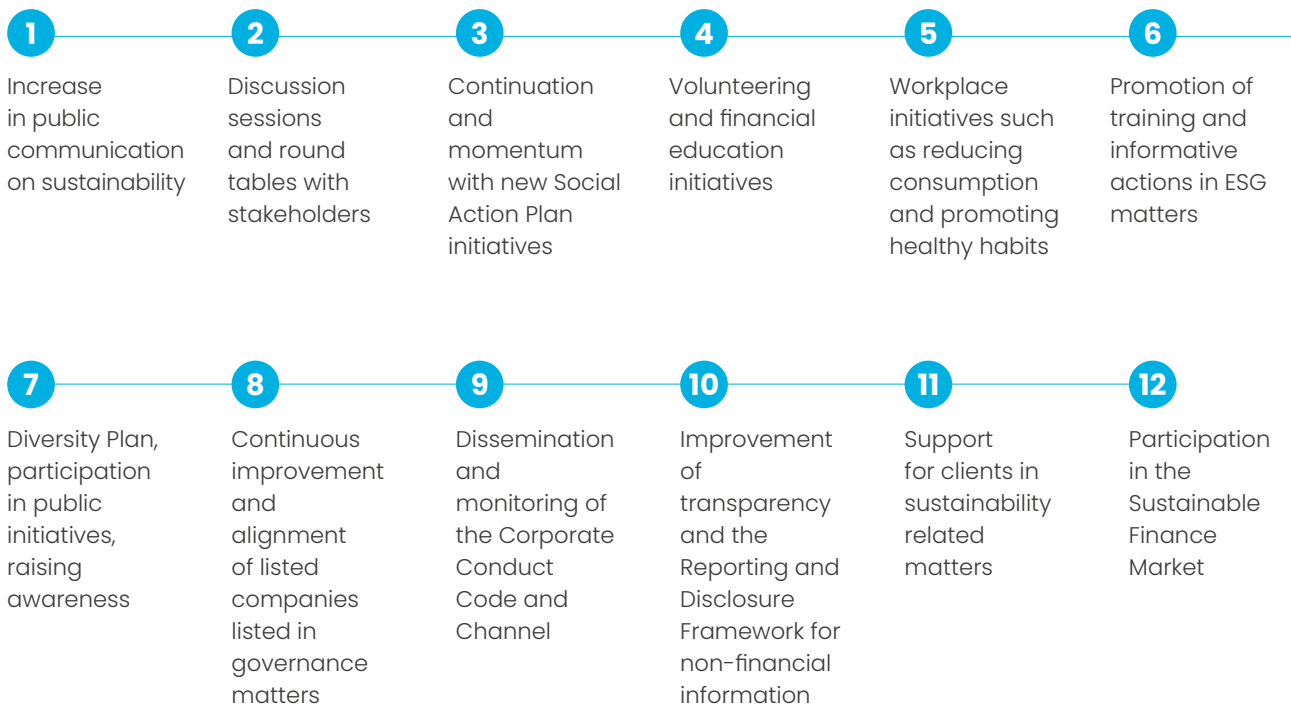 1
Increase
in public
communication
on sustainability
2
Discussion
sessions
and round
tables with
stakeholders
3
Continuation
and
momentum
with new Social
Action Plan
initiatives
4
Volunteering
and financial
education
initiatives
5
Workplace
initiatives such
as reducing
consumption
and promoting
healthy habits
6
Promotion of
training and
informative
actions in ESG
matters
7
Diversity Plan,
participation
in public
initiatives,
raising
awareness
8
Continuous
improvement
and
alignment
of listed
companies
listed in
governance
matters
9
Dissemination
and
monitoring of
the Corporate
Conduct
Code and
Channel
10
Improvement
of
transparency
and the
Reporting and
Disclosure
Framework for
non-financial
information
11
Support
for clients in
sustainability
related
matters
12
Participation
in the
Sustainable
Finance
Market